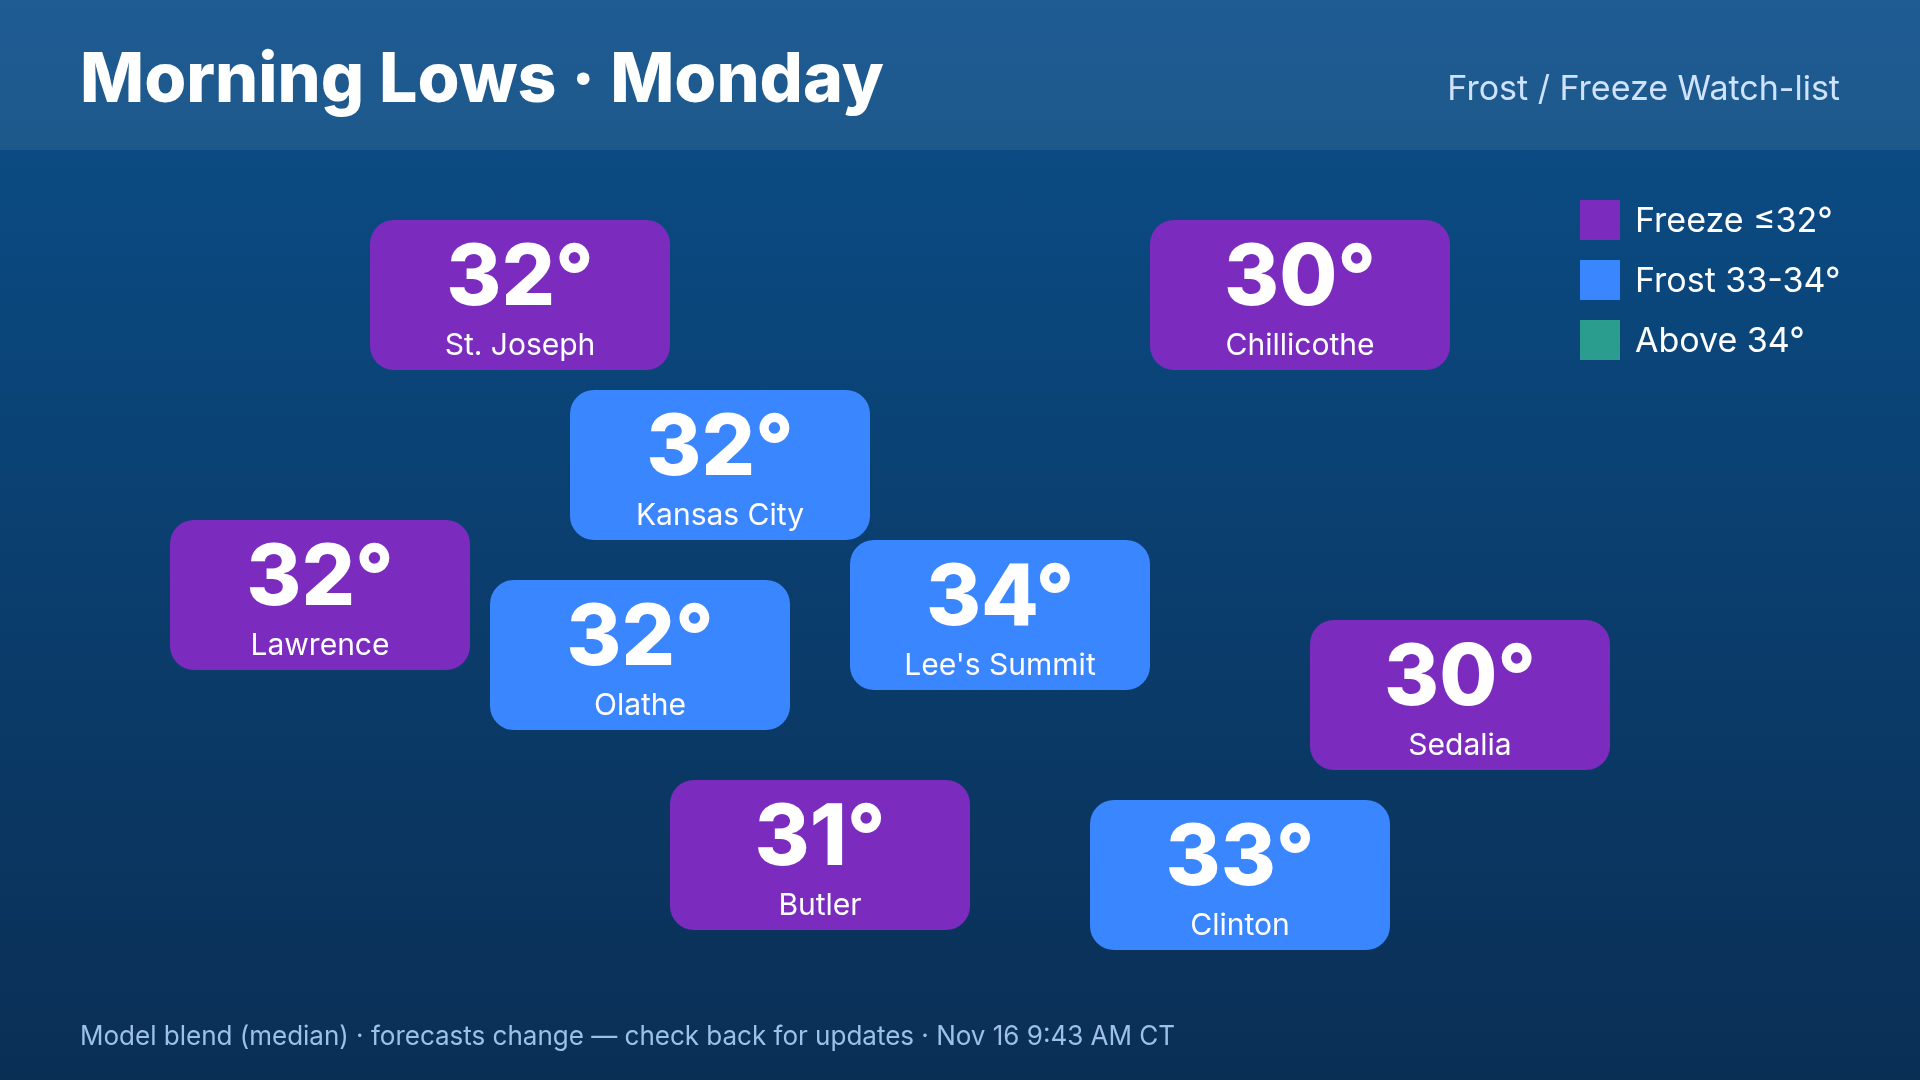 Morning Lows · Monday
Frost / Freeze Watch-list
Freeze ≤32°
Frost 33-34°
Above 34°
32°
St. Joseph
30°
Chillicothe
32°
Kansas City
32°
Lawrence
32°
Olathe
34°
Lee's Summit
30°
Sedalia
31°
Butler
33°
Clinton
Model blend (median) · forecasts change — check back for updates · Nov 16 9:43 AM CT